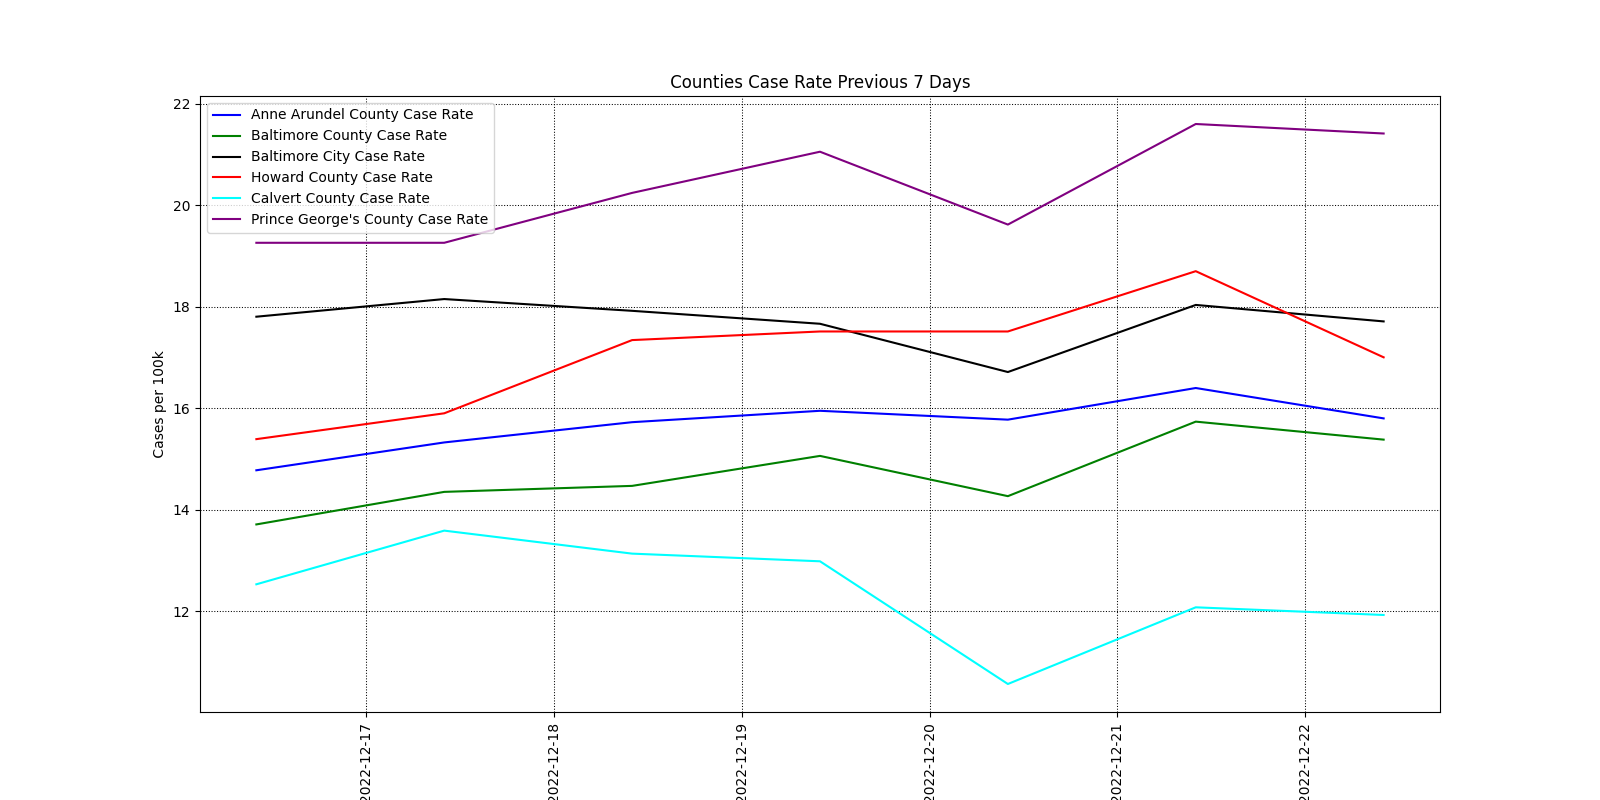 Counties Case Rate Previous 7 Days
22
20
18
16
14
12
Cases per 100k
Anne Arundel County Case Rate
Baltimore County Case Rate
Baltimore City Case Rate
Howard County Case Rate
Calvert County Case Rate
Prince George's County Case Rate
2022-12-17
2022-12-18
2022-12-19
2022-12-20
2022-12-21
2022-12-22